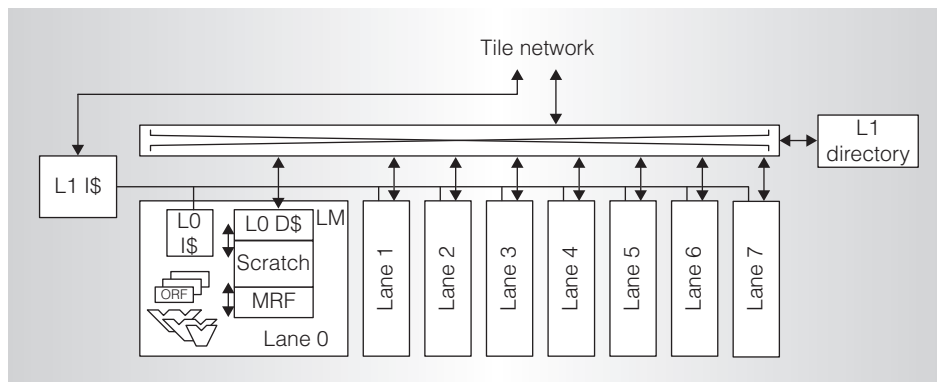 Tile network
L1
directory
L1 I$
L0
I$
L0 D$
LM
Scratch
MRF
ORF
Lane 0
Lane 1
Lane 2
Lane 3
Lane 4
Lane 5
Lane 6
Lane 7